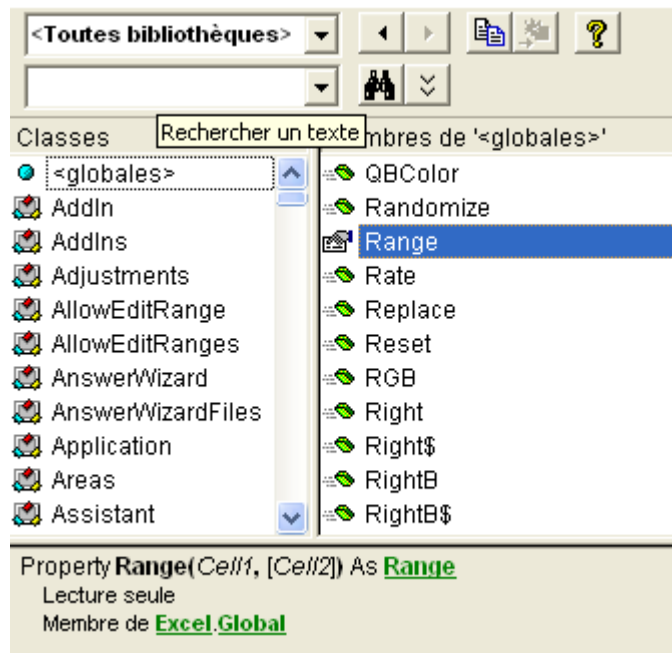 <Toutes bibliothèques>
Rechercher un texte
Classes
mbres de '<globales>'
<globales>
QBColor
AddIn
Randomize
AddIns
Range
Adjustments
Rate
AllowEditRange
Replace
AllowEditRanges
Reset
AnswerWizard
RGB
AnswerWizardFiles
Right
Application
Right$
Areas
RightB
Assistant
RightB$
Property Range(Cell1, [Cell2]) As Range
Lecture seule
Membre de Excel.Global